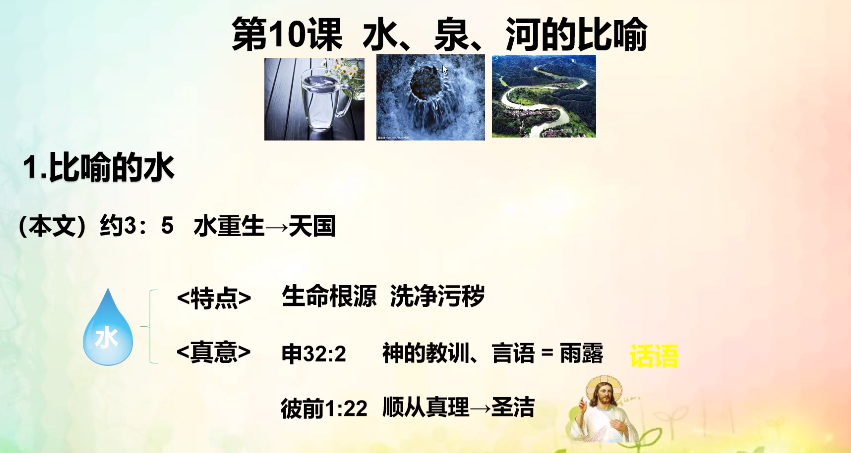 第10课 水、泉、河的比喻
1.比喻的水
（本文）约3：5 水重生→天国
水
<特点> 生命根源 洗净污秽
<真意> 申32:2 神的教训、言语 = 雨露 话语
彼前1:22 顺从真理→圣洁